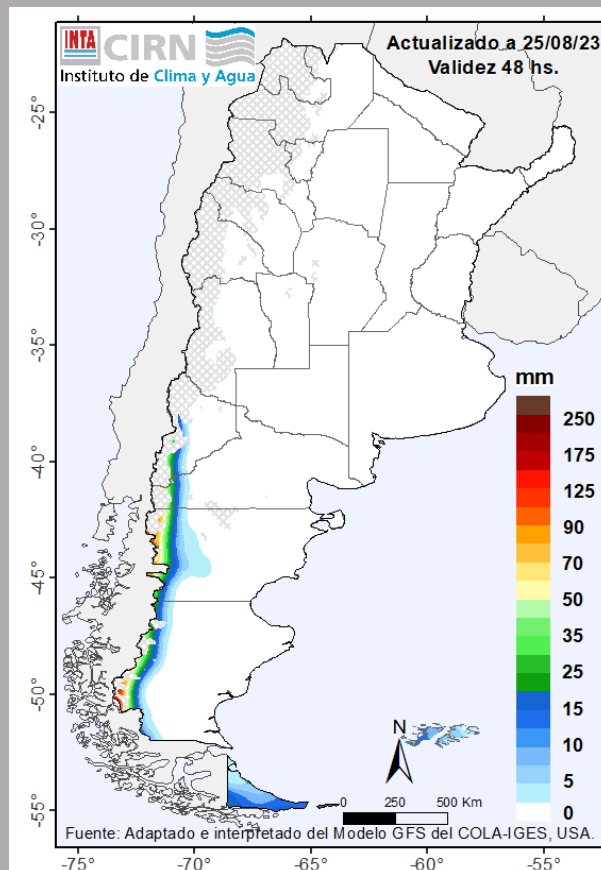 INTA CIRN
Instituto de Clima y Agua
Actualizado a 25/08/23
Validez 48 hs.
-25°
-30°
-35°
-40°
-45°
-50°
-55°
mm
250
175
125
90
70
50
35
25
15
10
5
0
N
0 250 500 Km
Fuente: Adaptado e interpretado del Modelo GFS del COLA-IGES, USA.
-75° -70° -65° -60° -55°